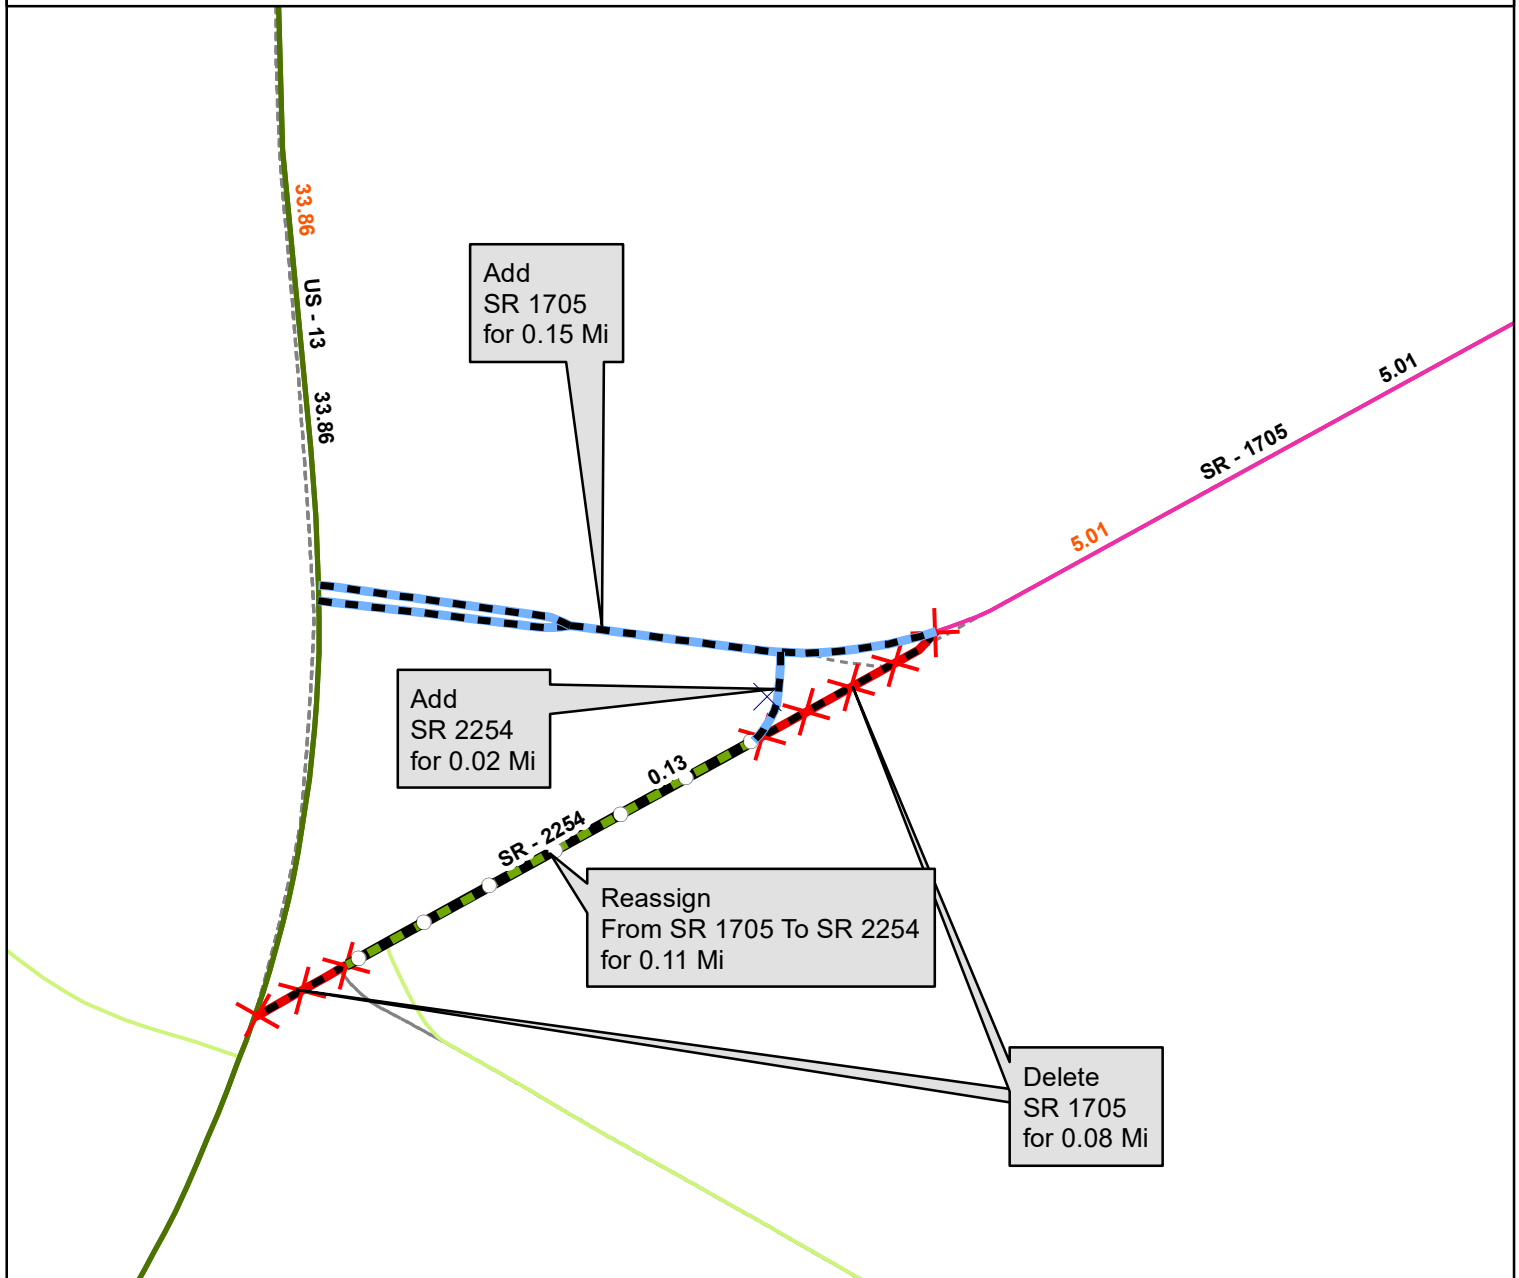 33.86
US - 13
33.86
Add
SR 1705
for 0.15 Mi
5.01
SR - 1705
5.01
Add
SR 2254
for 0.02 Mi
0.13
SR - 2254
Reassign
From SR 1705 To SR 2254
for 0.11 Mi
Delete
SR 1705
for 0.08 Mi